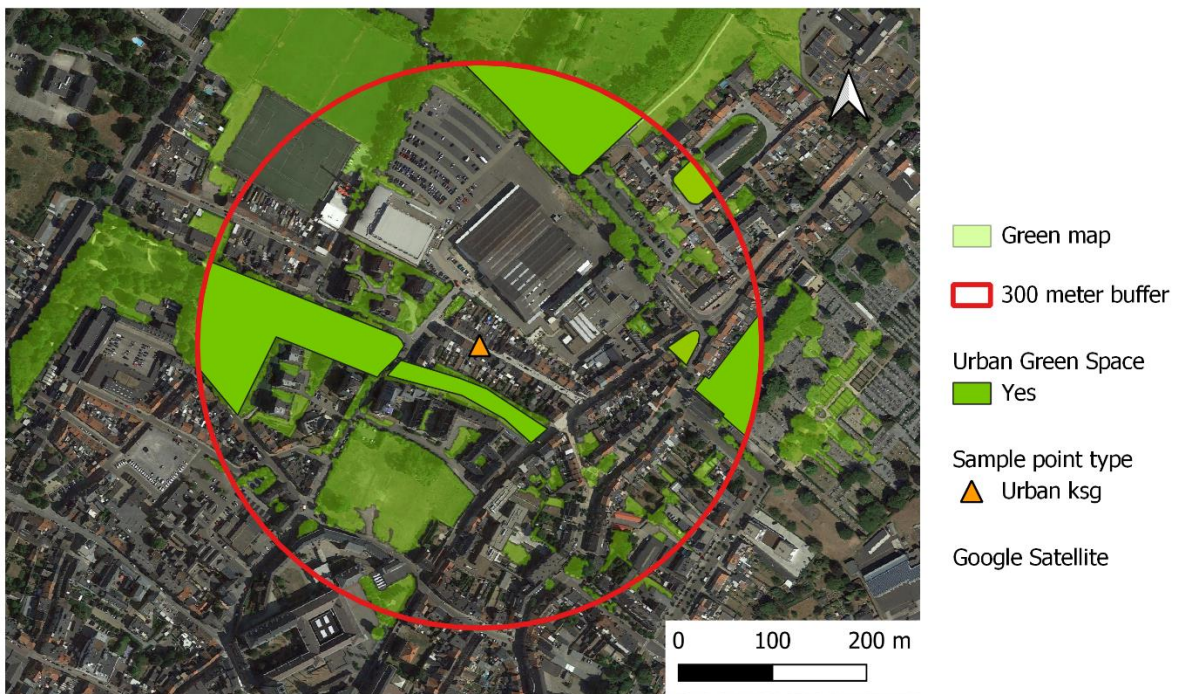 Green map
300 meter buffer
Urban Green Space
Yes
Sample point type
Urban ksg
Google Satellite
0 100 200 m